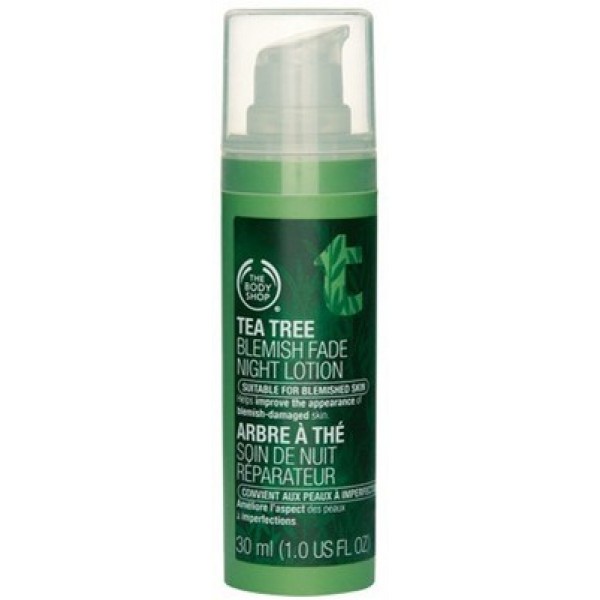 t
THE
BODY
SHOP
®
TEA TREE
BLEMISH FADE
NIGHT LOTION
SUITABLE FOR BLEMISHED SKIN
Helps improve the appearance of
blemish-damaged skin.
ARBRE À THÉ
SOIN DE NUIT
RÉPARATEUR
CONVIENT AUX PEAUX À IMPERFECTI
Améliore l'aspect des peaux
à imperfections.
30 ml (1.0 US FL OZ)